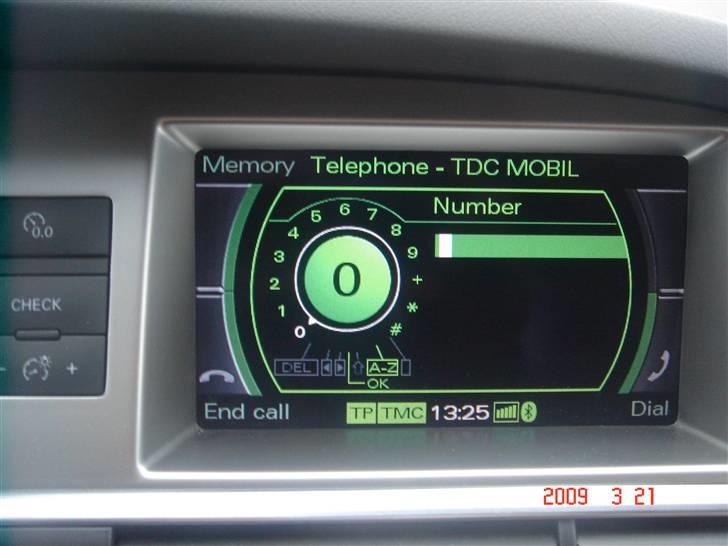 Memory Telephone - TDC MOBIL
Number
0 1 2 3 4 5 6 7 8 9 + * #
0
DEL A-Z
OK
End call TP TMC 13:25 Dial
0.0
CHECK
- +
2009 3 21